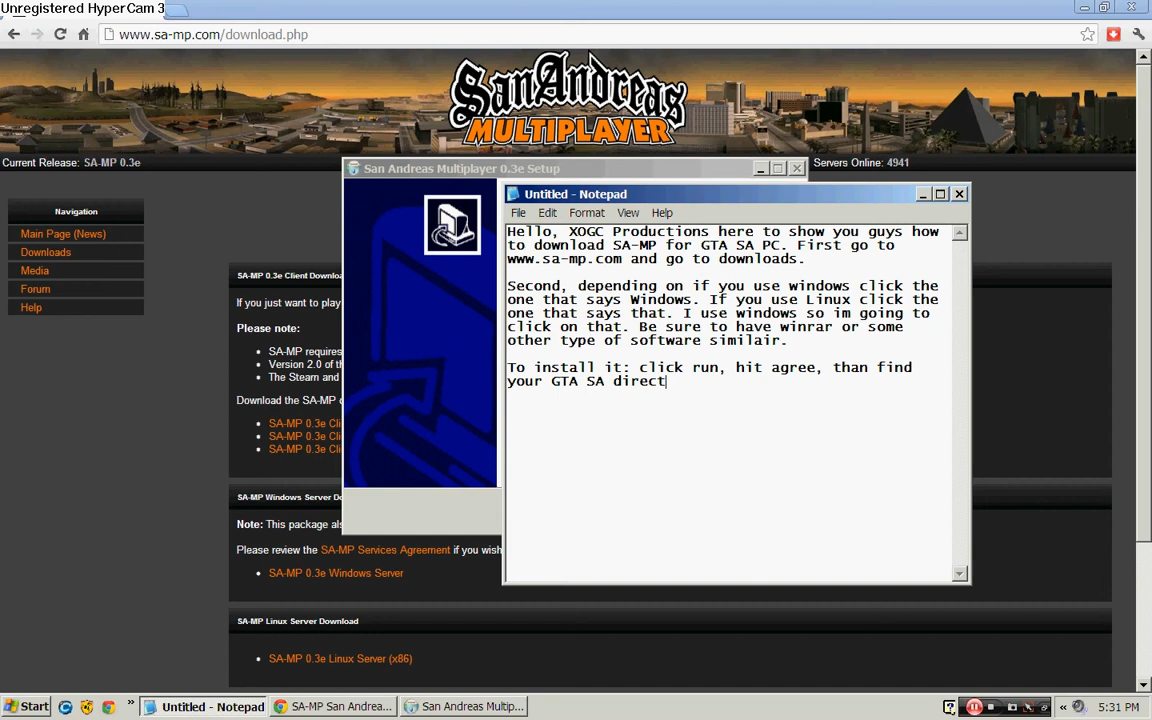 Unregistered HyperCam 3
www.sa-mp.com/download.php
San Andreas
MULTIPLAYER
Current Release: SA-MP 0.3e
Servers Online: 4941
San Andreas Multiplayer 0.3e Setup
Untitled - Notepad
File Edit Format View Help
Hello, XOGC Productions here to show you guys how
to download SA-MP for GTA SA PC. First go to
www.sa-mp.com and go to downloads.
Second, depending on if you use windows click the
one that says Windows. If you use Linux click the
one that says that. I use windows so im going to
click on that. Be sure to have winrar or some
other type of software similair.
To install it: click run, hit agree, than find
your GTA SA direct
Navigation
Main Page (News)
Downloads
Media
Forum
Help
SA-MP 0.3e Client Downloa
If you just want to play
Please note:
SA-MP requires
Version 2.0 of th
The Steam and
Download the SA-MP c
SA-MP 0.3e Cli
SA-MP 0.3e Cli
SA-MP 0.3e Cli
SA-MP Windows Server Do
Note: This package als
Please review the SA-MP Services Agreement if you wish
SA-MP 0.3e Windows Server
SA-MP Linux Server Download
SA-MP 0.3e Linux Server (x86)
Start
Untitled - Notepad
SA-MP San Andrea...
San Andreas Multip...
5:31 PM